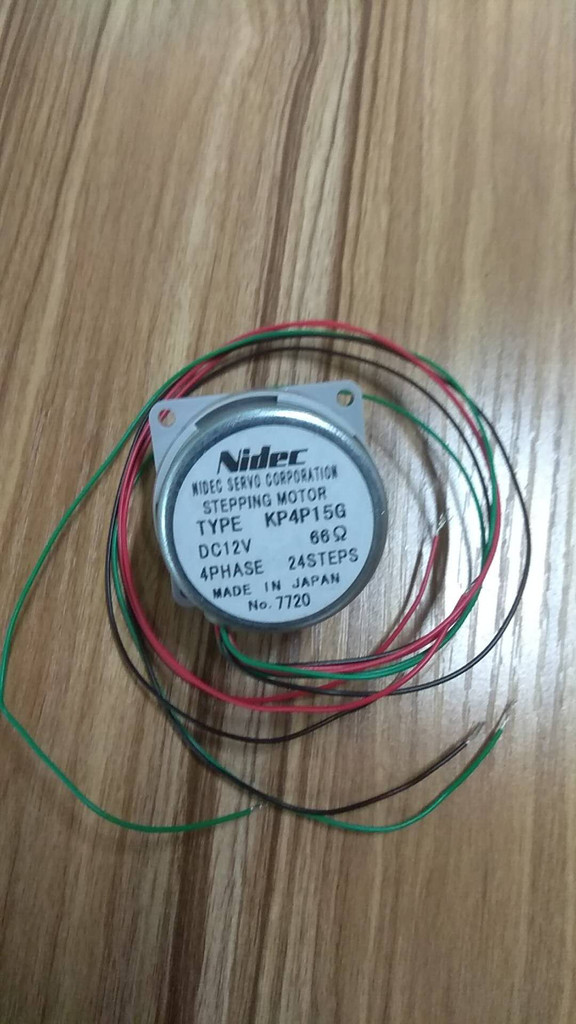 Nidec
NIDEC SERVO CORPORATION
STEPPING MOTOR
TYPE KP4P15G
DC12V 66Ω
4PHASE 24STEPS
MADE IN JAPAN
No. 7720